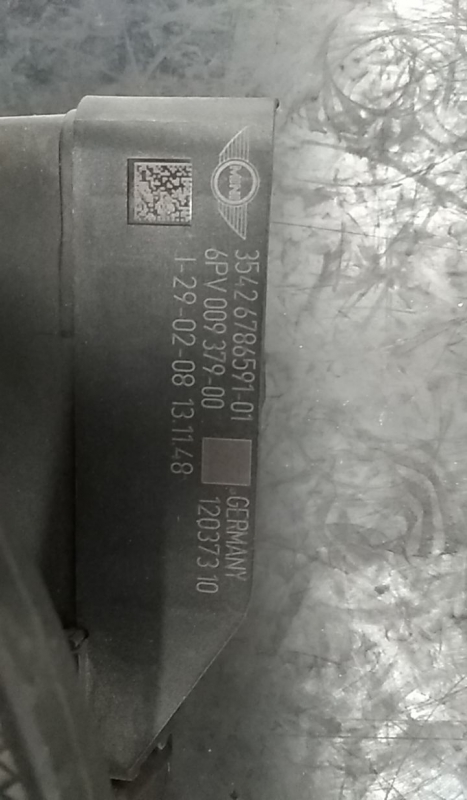 MINI
3542 6786591-01
6PV 009 379-00
1-29-02-08 13.11.48
GERMANY
12037310